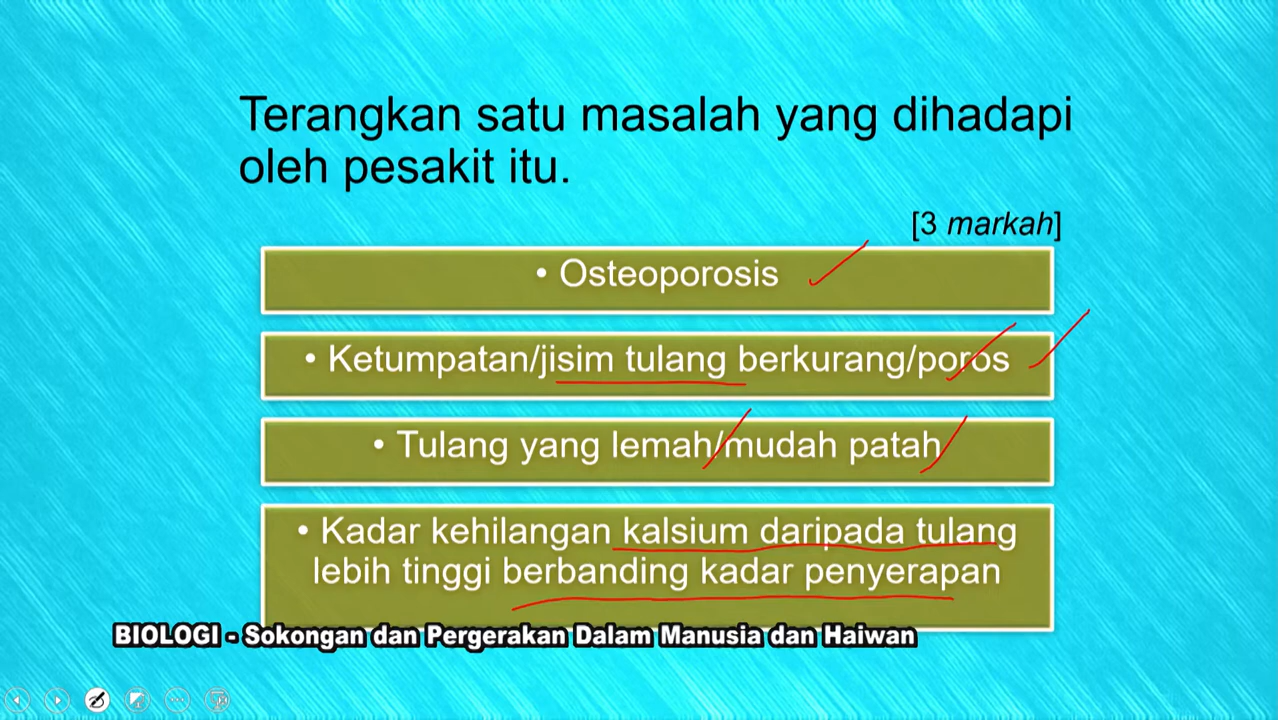 Terangkan satu masalah yang dihadapi
oleh pesakit itu.
[3 markah]
• Osteoporosis
• Ketumpatan/jisim tulang berkurang/poros
• Tulang yang lemah/mudah patah
• Kadar kehilangan kalsium daripada tulang
lebih tinggi berbanding kadar penyerapan
BIOLOGI - Sokongan dan Pergerakan Dalam Manusia dan Haiwan